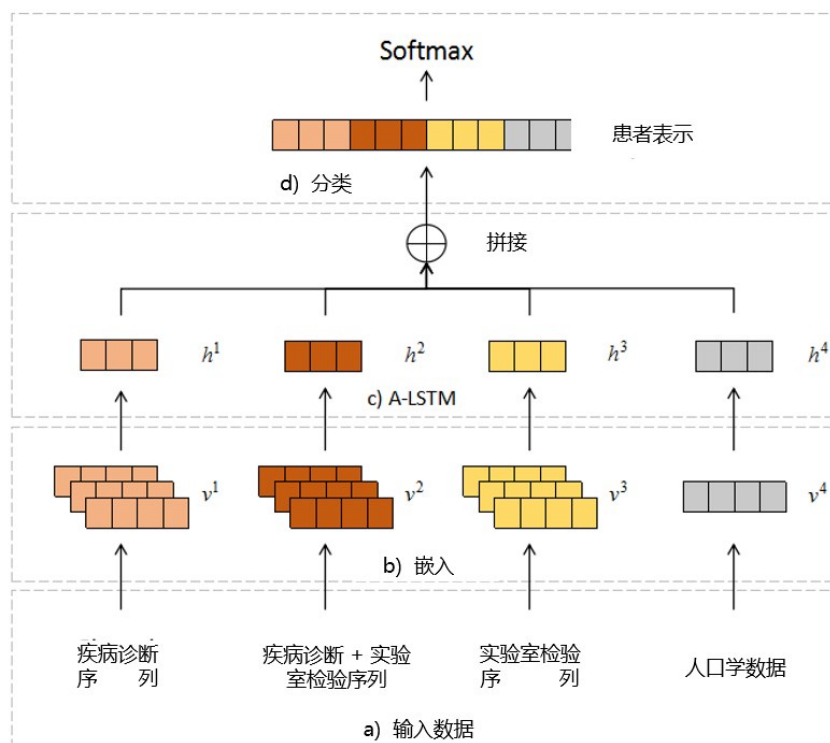 Softmax
患者表示
d) 分类
拼接
h¹ h² h³ h⁴
c) A-LSTM
v¹ v² v³ v⁴
b) 嵌入
疾病诊断 疾病诊断 + 实验 实验室检验 人口学数据
序 列 室检验序列 序 列
a) 输入数据